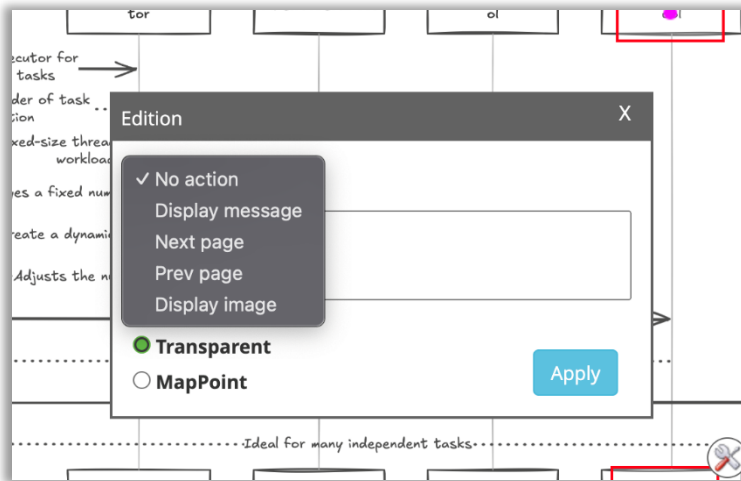 tor
ol
ecutor for
tasks
der of task
tion
xed-size threa
workload
Edition
X
✓ No action
Display message
Next page
Prev page
Display image
es a fixed num
reate a dynami
Adjusts the n
Transparent
MapPoint
Apply
Ideal for many independent tasks